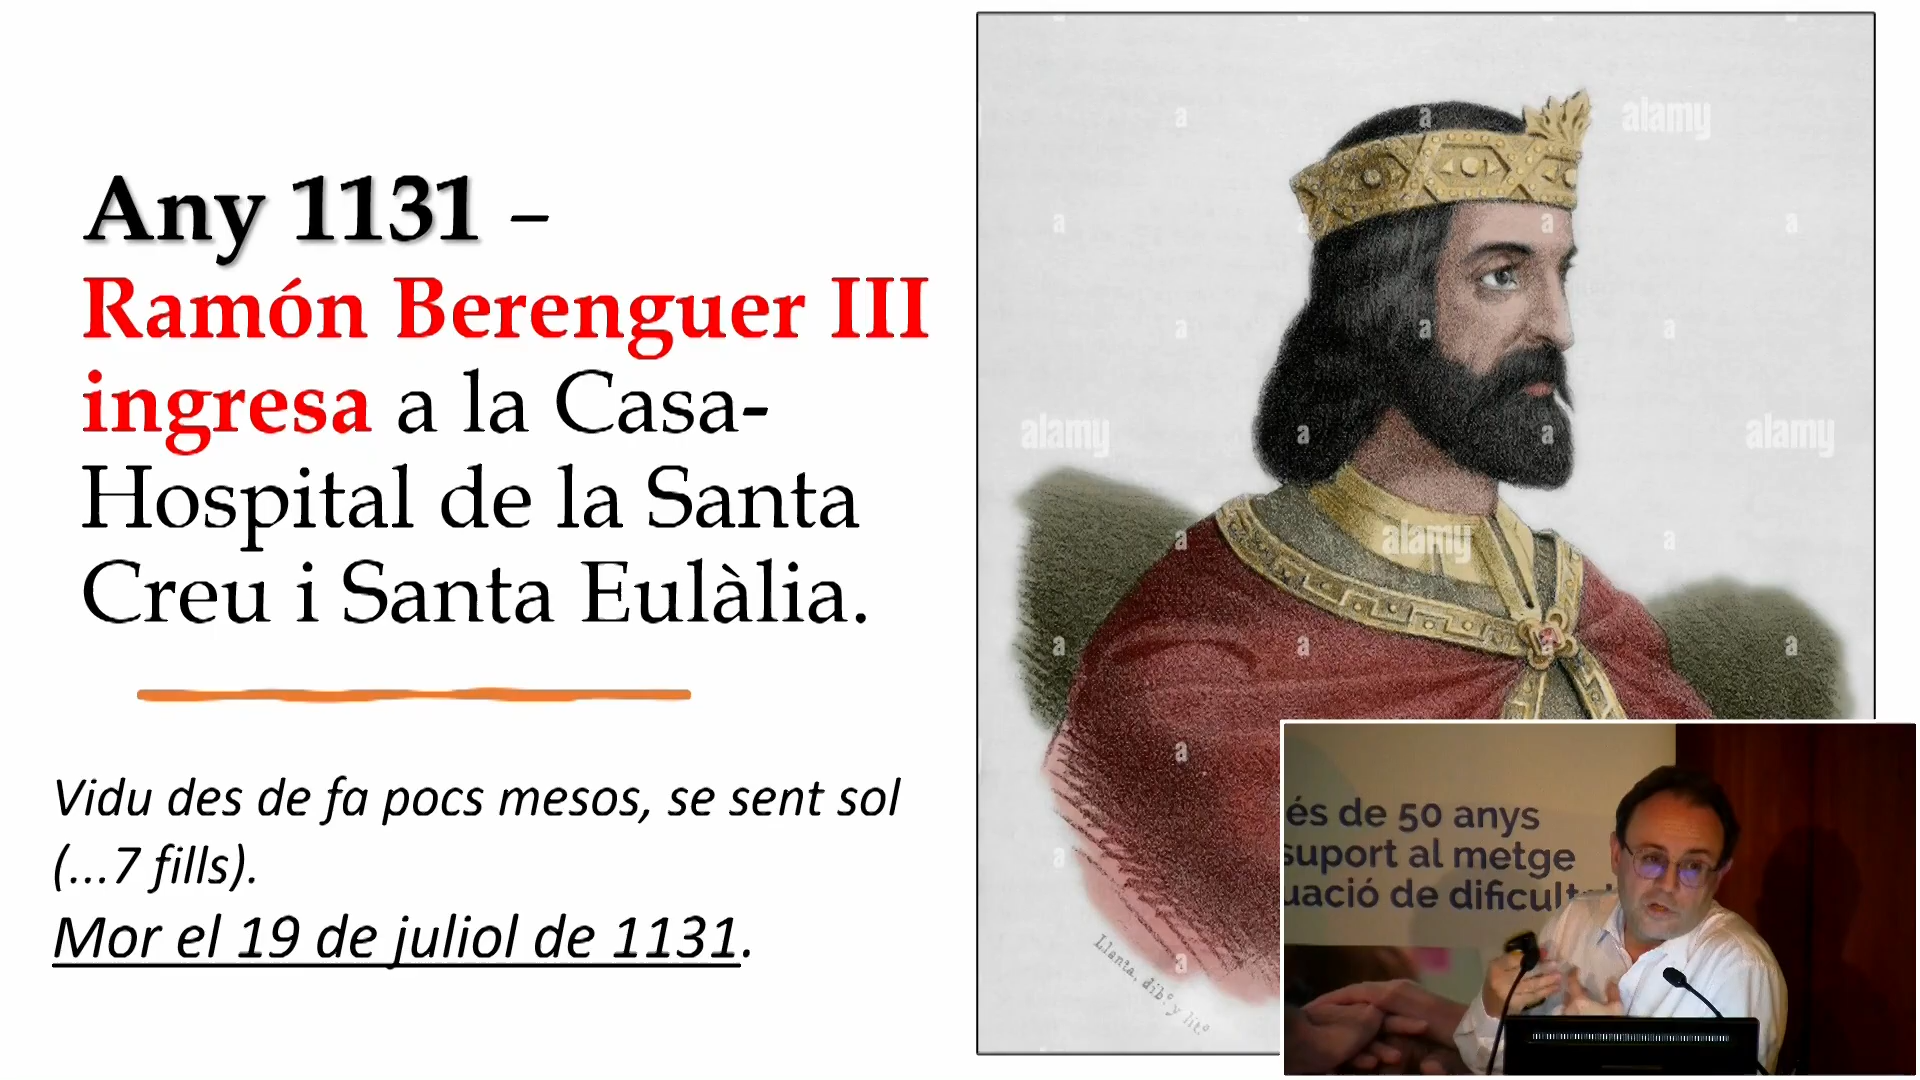 Any 1131 –
Ramón Berenguer III
ingresa a la Casa-
Hospital de la Santa
Creu i Santa Eulàlia.
Vidu des de fa pocs mesos, se sent sol
(...7 fills).
Mor el 19 de juliol de 1131.
alamy
alamy
alamy
alamy
Llanta, dib.º y lit.º
és de 50 anys
suport al metge
uació de dificult